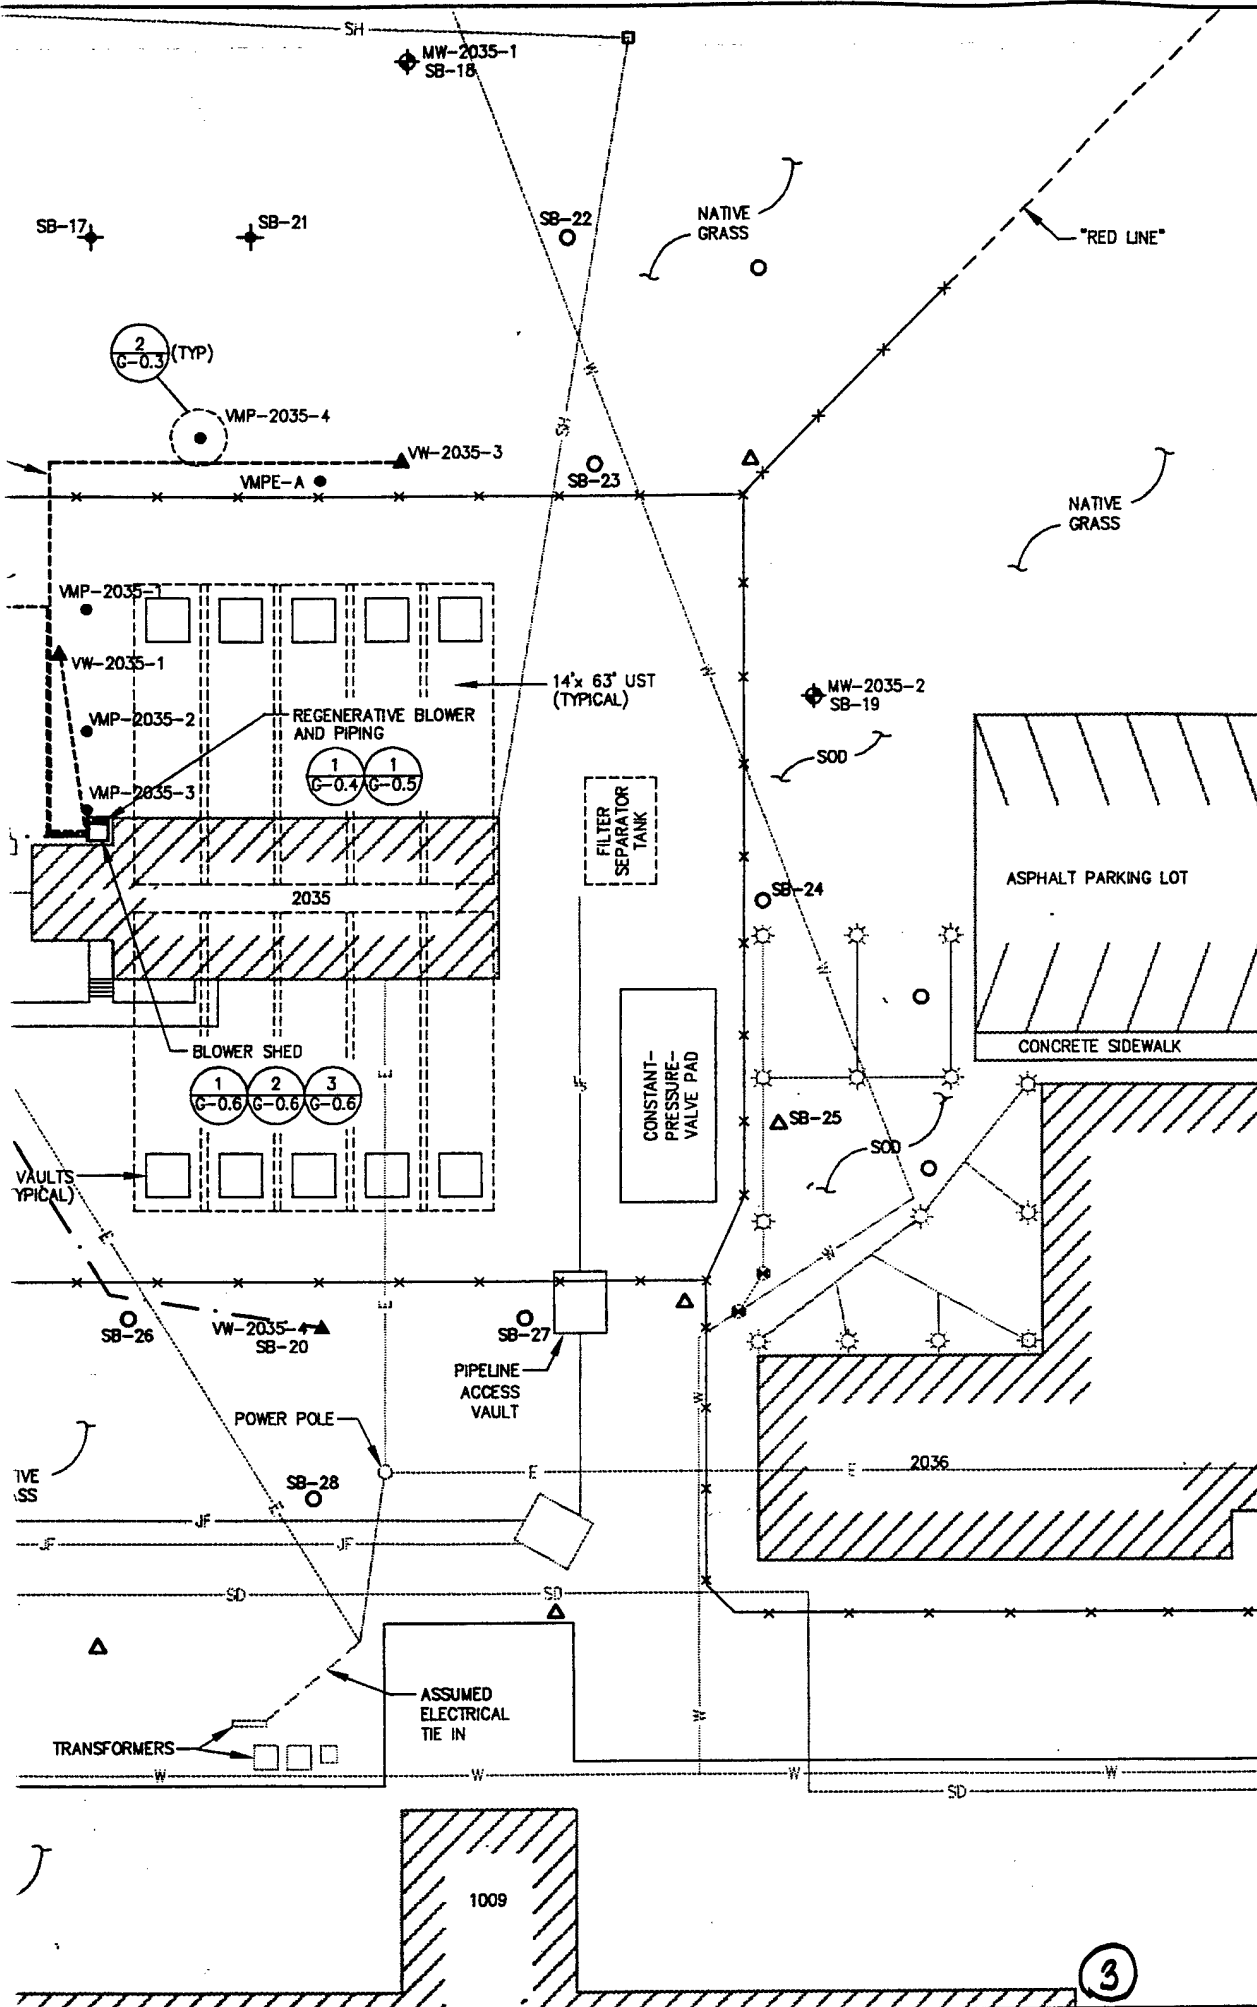 SH
MW-2035-1
SB-18
SB-17
SB-21
SB-22
NATIVE
GRASS
"RED LINE"
2
G-0.3
(TYP)
VMP-2035-4
W
SH
VW-2035-3
VMPE-A
SB-23
NATIVE
GRASS
VMP-2035-1
VW-2035-1
14'x 63' UST
(TYPICAL)
W
MW-2035-2
SB-19
VMP-2035-2
REGENERATIVE BLOWER
AND PIPING
SOD
1
G-0.4
1
G-0.5
VMP-2035-3
FILTER
SEPARATOR
TANK
2035
SB-24
ASPHALT PARKING LOT
W
BLOWER SHED
CONCRETE SIDEWALK
E
1
G-0.6
2
G-0.6
3
G-0.6
CONSTANT-
PRESSURE-
VALVE PAD
SB-25
SOD
VAULTS
YPICAL)
E
W
E
SB-26
VW-2035-4
SB-20
SB-27
PIPELINE
ACCESS
VAULT
W
POWER POLE
IVE
SS
E
E
2036
SB-28
E
JF
JF
JF
SD
SD
ASSUMED
ELECTRICAL
TIE IN
W
TRANSFORMERS
W
W
W
W
SD
1009
3